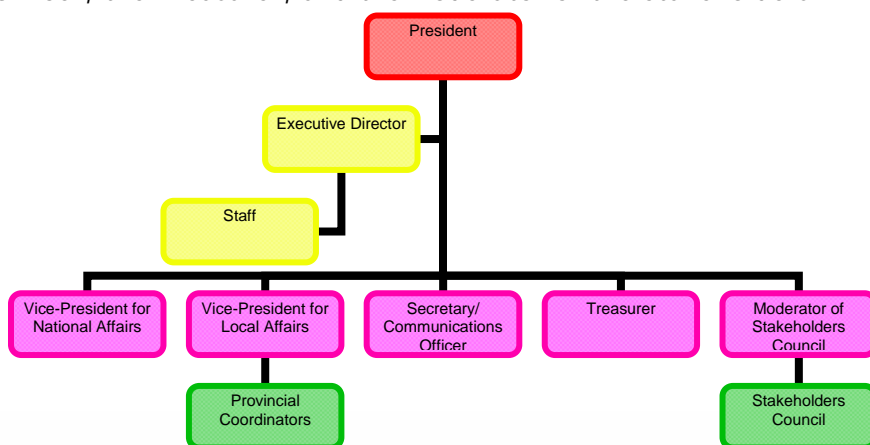 President
Executive Director
Staff
Vice-President for
National Affairs
Vice-President for
Local Affairs
Secretary/
Communications
Officer
Treasurer
Moderator of
Stakeholders
Council
Provincial
Coordinators
Stakeholders
Council